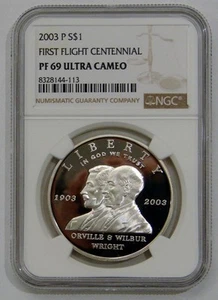 2003 P S$1
FIRST FLIGHT CENTENNIAL
PF 69 ULTRA CAMEO
8328144-113
NUMISMATIC GUARANTY COMPANY
NGC
LIBERTY
IN GOD WE TRUST
1903 2003
ORVILLE & WILBUR
WRIGHT